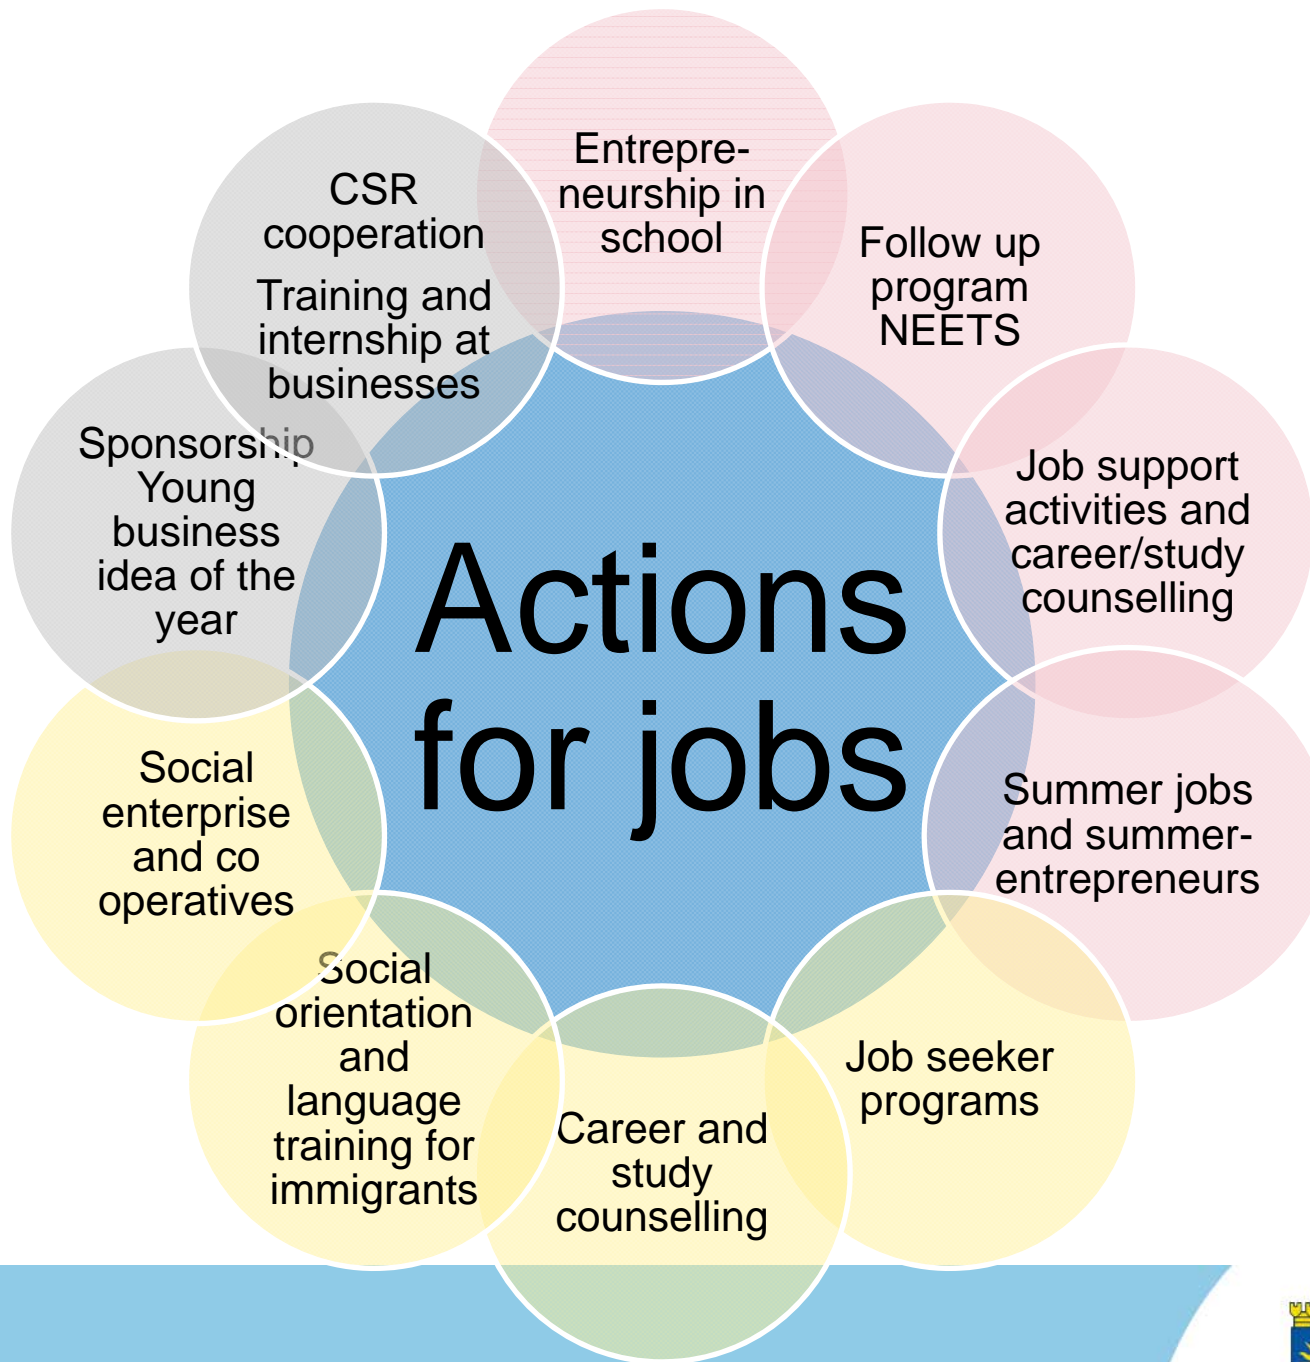 Entrepre-
neurship in
school
Follow up
program
NEETS
Job support
activities and
career/study
counselling
Summer jobs
and summer-
entrepreneurs
Job seeker
programs
Career and
study
counselling
Social
orientation
and
language
training for
immigrants
Social
enterprise
and co
operatives
Sponsorship
Young
business
idea of the
year
CSR
cooperation
Training and
internship at
businesses
Actions
for jobs